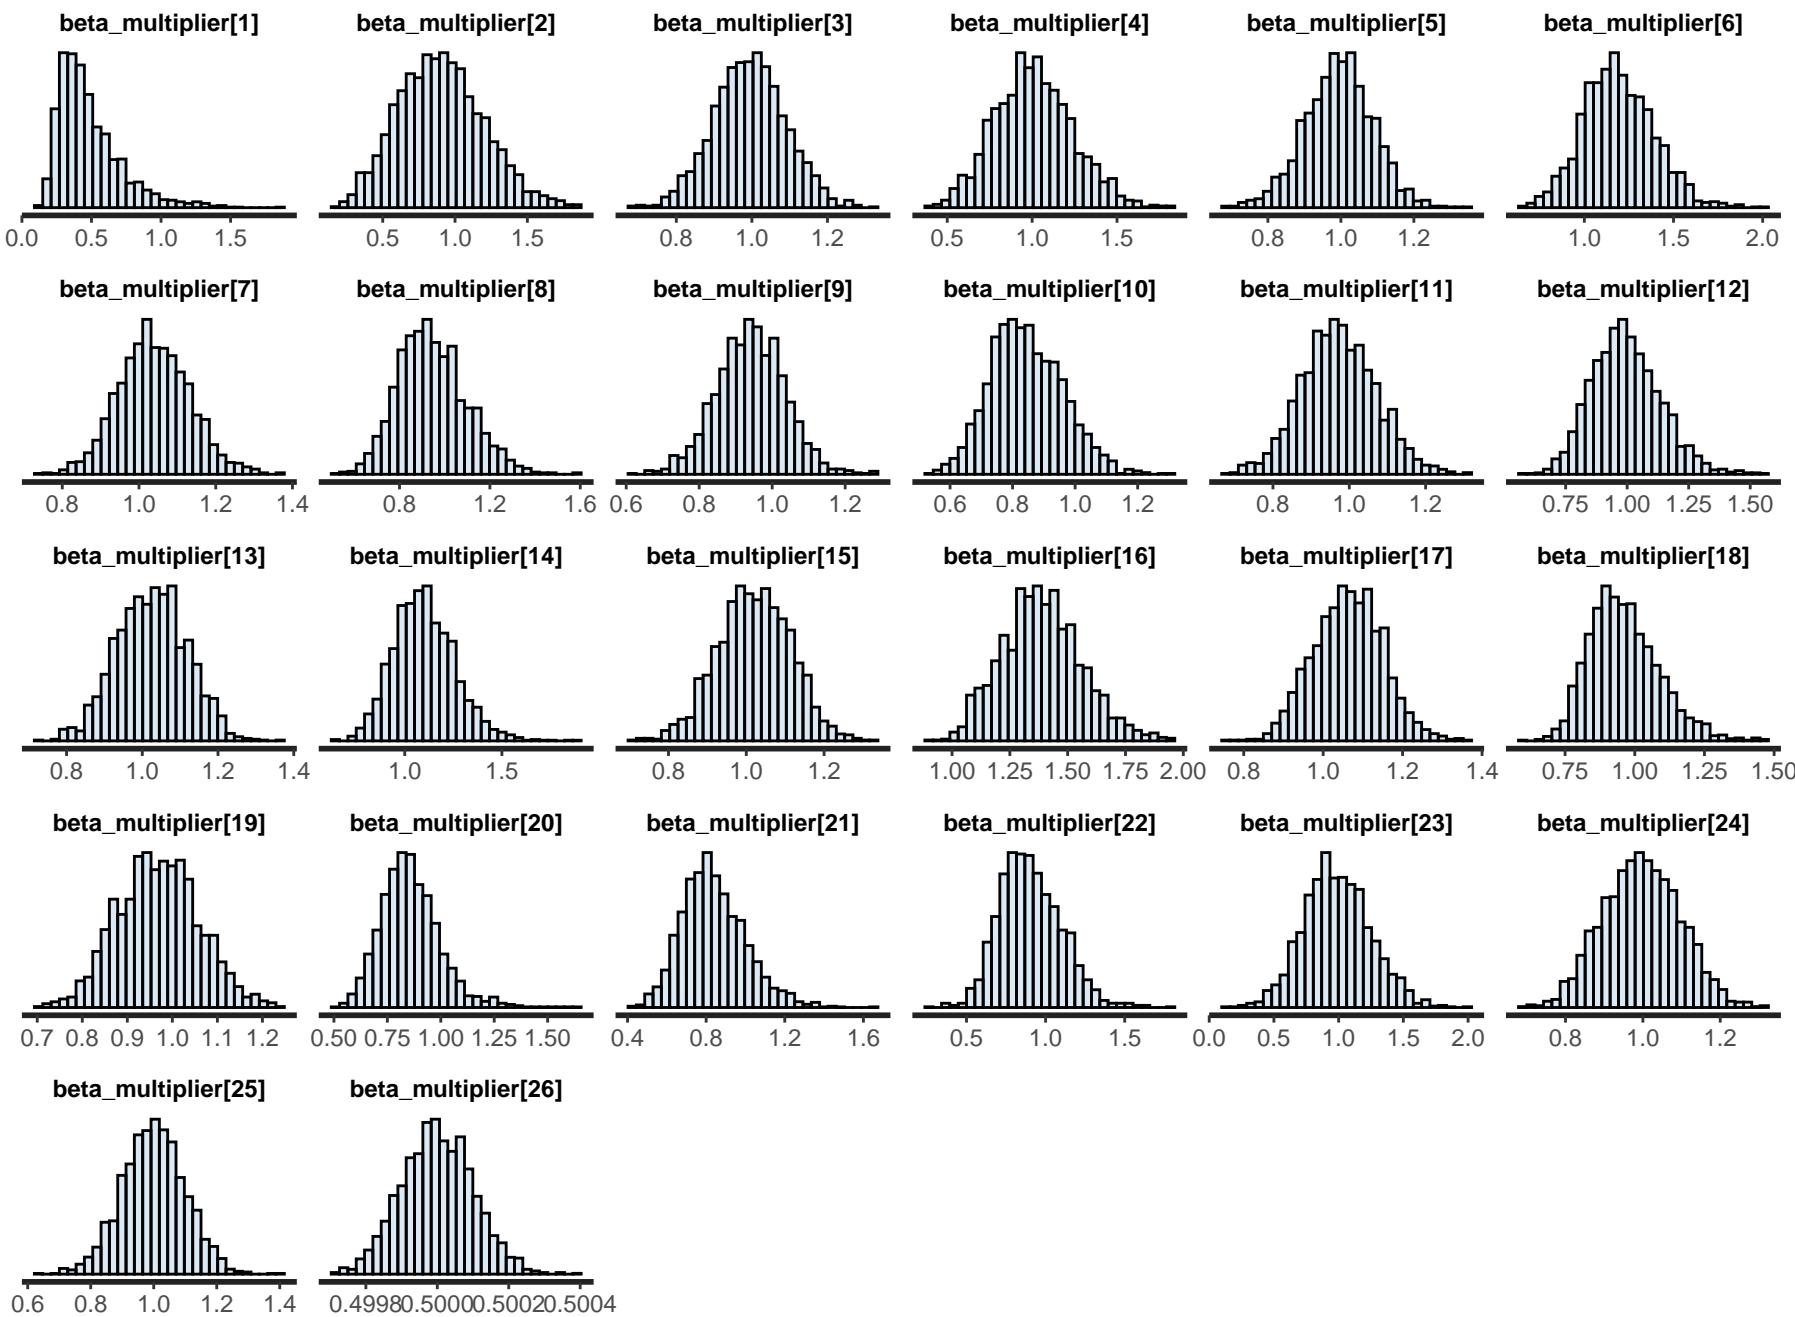 beta_multiplier[1] beta_multiplier[2] beta_multiplier[3] beta_multiplier[4] beta_multiplier[5] beta_multiplier[6]
0.0 0.5 1.0 1.5 0.5 1.0 1.5 0.8 1.0 1.2 0.5 1.0 1.5 0.8 1.0 1.2 1.0 1.5 2.0
beta_multiplier[7] beta_multiplier[8] beta_multiplier[9] beta_multiplier[10] beta_multiplier[11] beta_multiplier[12]
0.8 1.0 1.2 1.4 0.8 1.2 1.6 0.6 0.8 1.0 1.2 0.6 0.8 1.0 1.2 0.8 1.0 1.2 0.75 1.00 1.25 1.50
beta_multiplier[13] beta_multiplier[14] beta_multiplier[15] beta_multiplier[16] beta_multiplier[17] beta_multiplier[18]
0.8 1.0 1.2 1.4 1.0 1.5 0.8 1.0 1.2 1.00 1.25 1.50 1.75 2.00 0.8 1.0 1.2 1.4 0.75 1.00 1.25 1.50
beta_multiplier[19] beta_multiplier[20] beta_multiplier[21] beta_multiplier[22] beta_multiplier[23] beta_multiplier[24]
0.7 0.8 0.9 1.0 1.1 1.2 0.50 0.75 1.00 1.25 1.50 0.4 0.8 1.2 1.6 0.5 1.0 1.5 0.0 0.5 1.0 1.5 2.0 0.8 1.0 1.2
beta_multiplier[25] beta_multiplier[26]
0.6 0.8 1.0 1.2 1.4 0.4998 0.5000 0.5002 0.5004